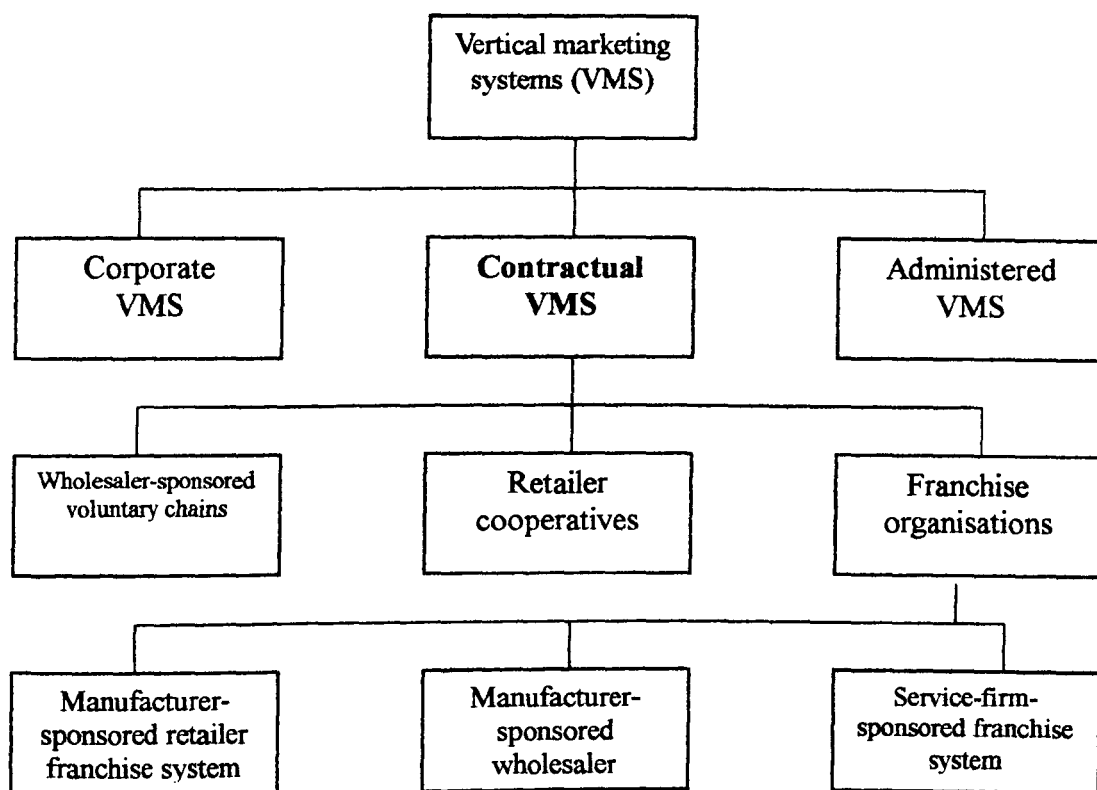 Vertical marketing
systems (VMS)
Corporate
VMS
Contractual
VMS
Administered
VMS
Wholesaler-sponsored
voluntary chains
Retailer
cooperatives
Franchise
organisations
Manufacturer-
sponsored retailer
franchise system
Manufacturer-
sponsored
wholesaler
Service-firm-
sponsored franchise
system